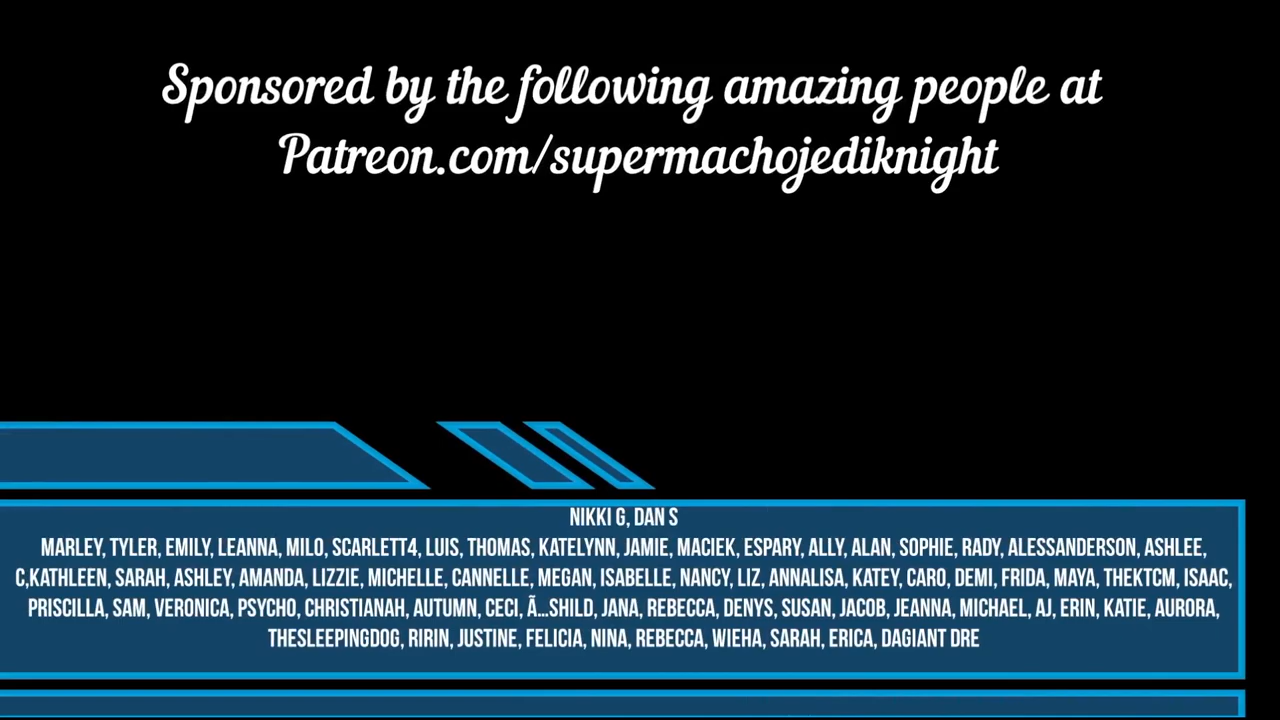 Sponsored by the following amazing people at
Patreon.com/supermachojediknight
NIKKI G, DAN S
MARLEY, TYLER, EMILY, LEANNA, MILO, SCARLETT4, LUIS, THOMAS, KATELYNN, JAMIE, MACIEK, ESPARY, ALLY, ALAN, SOPHIE, RADY, ALESSANDERSON, ASHLEE,
C,KATHLEEN, SARAH, ASHLEY, AMANDA, LIZZIE, MICHELLE, CANNELLE, MEGAN, ISABELLE, NANCY, LIZ, ANNALISA, KATEY, CARO, DEMI, FRIDA, MAYA, THEKTCM, ISAAC,
PRISCILLA, SAM, VERONICA, PSYCHO, CHRISTIANAH, AUTUMN, CECI, Ã…SHILD, JANA, REBECCA, DENYS, SUSAN, JACOB, JEANNA, MICHAEL, AJ, ERIN, KATIE, AURORA,
THESLEEPINGDOG, RIRIN, JUSTINE, FELICIA, NINA, REBECCA, WIEHA, SARAH, ERICA, DAGIANT DRE